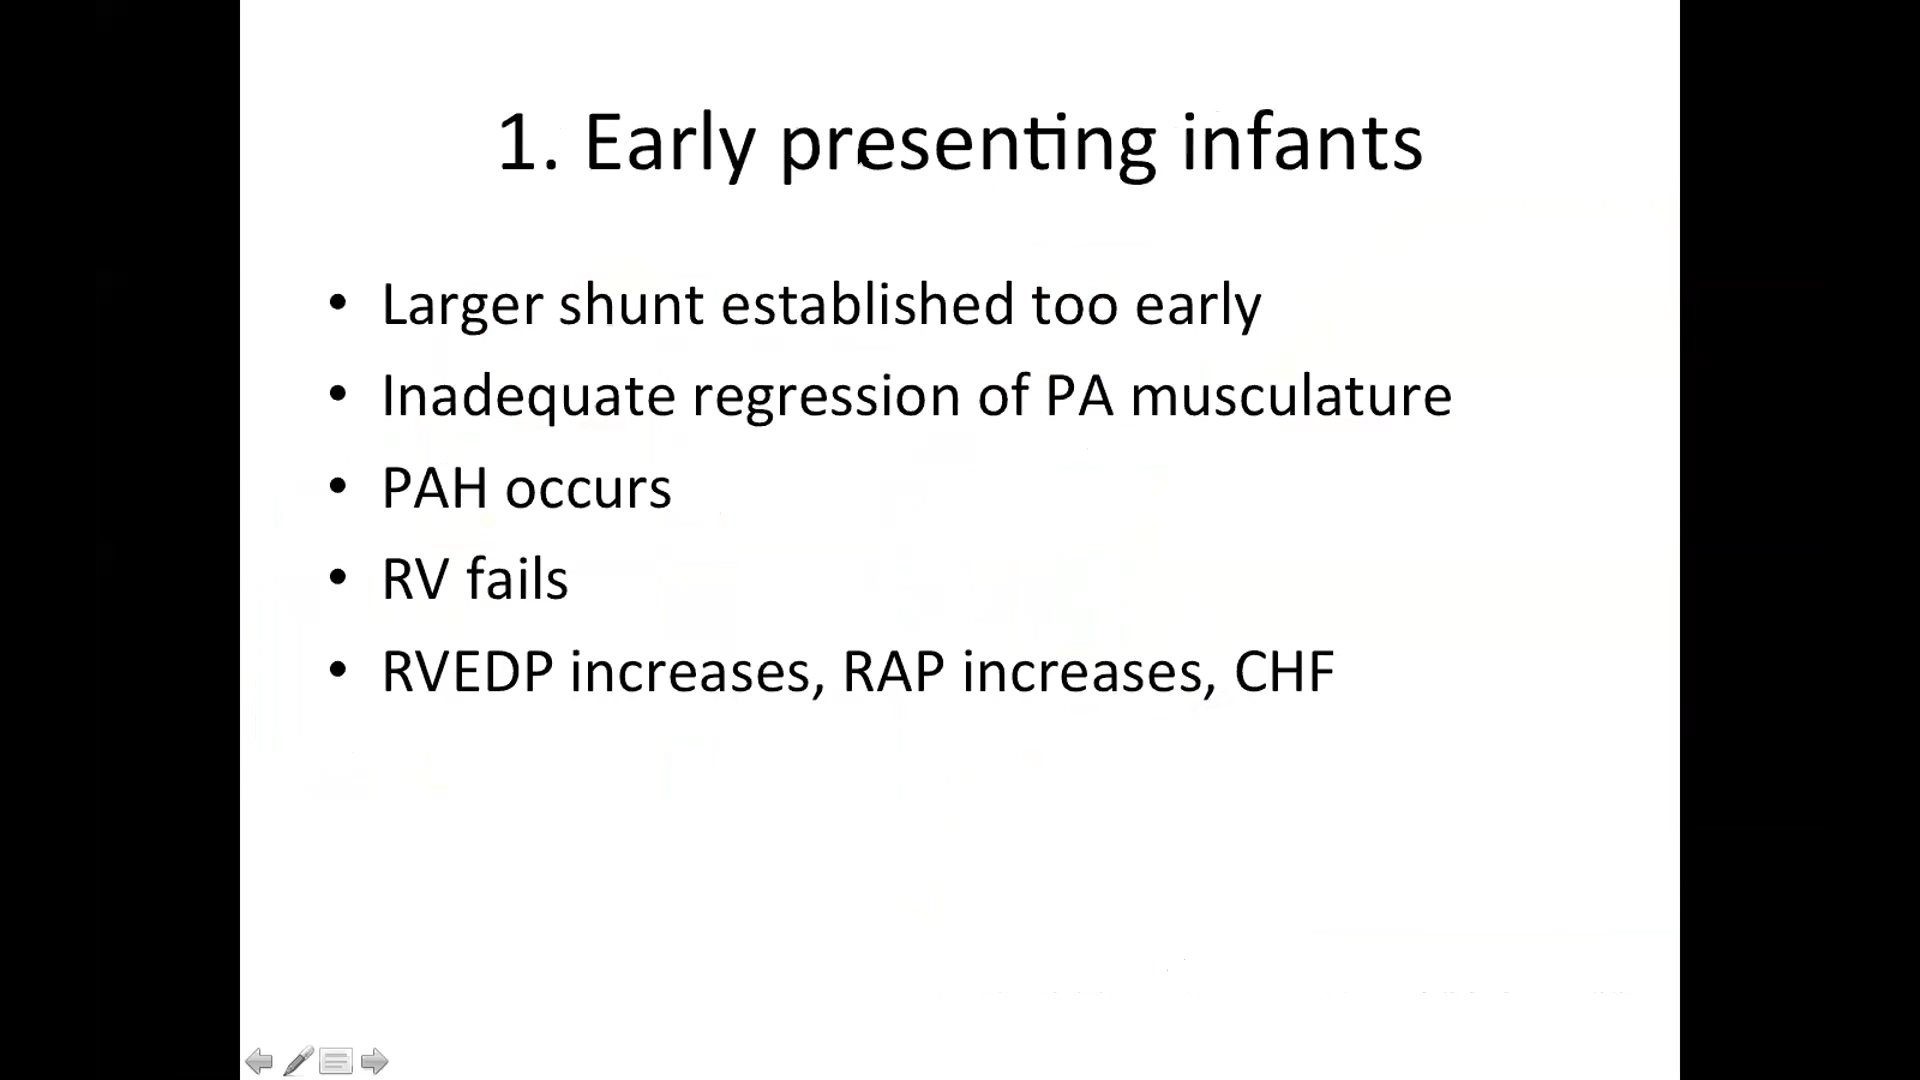 1. Early presenting infants
• Larger shunt established too early
• Inadequate regression of PA musculature
• PAH occurs
• RV fails
• RVEDP increases, RAP increases, CHF